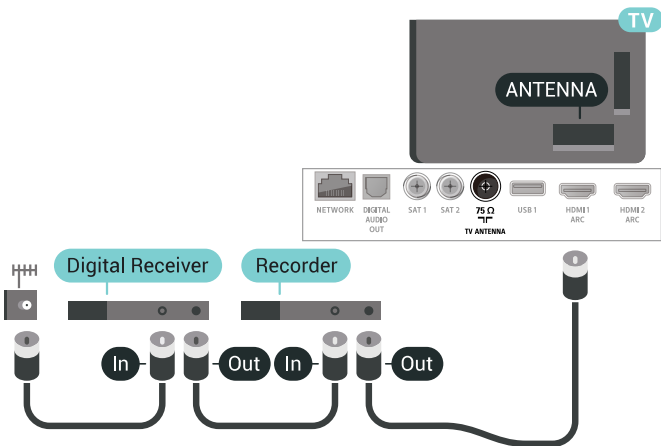 TV
ANTENNA
NETWORK
DIGITAL
AUDIO
OUT
SAT 1
SAT 2
75 Ω
TV ANTENNA
USB 1
HDMI 1
ARC
HDMI 2
ARC
Digital Receiver
Recorder
In
Out
In
Out